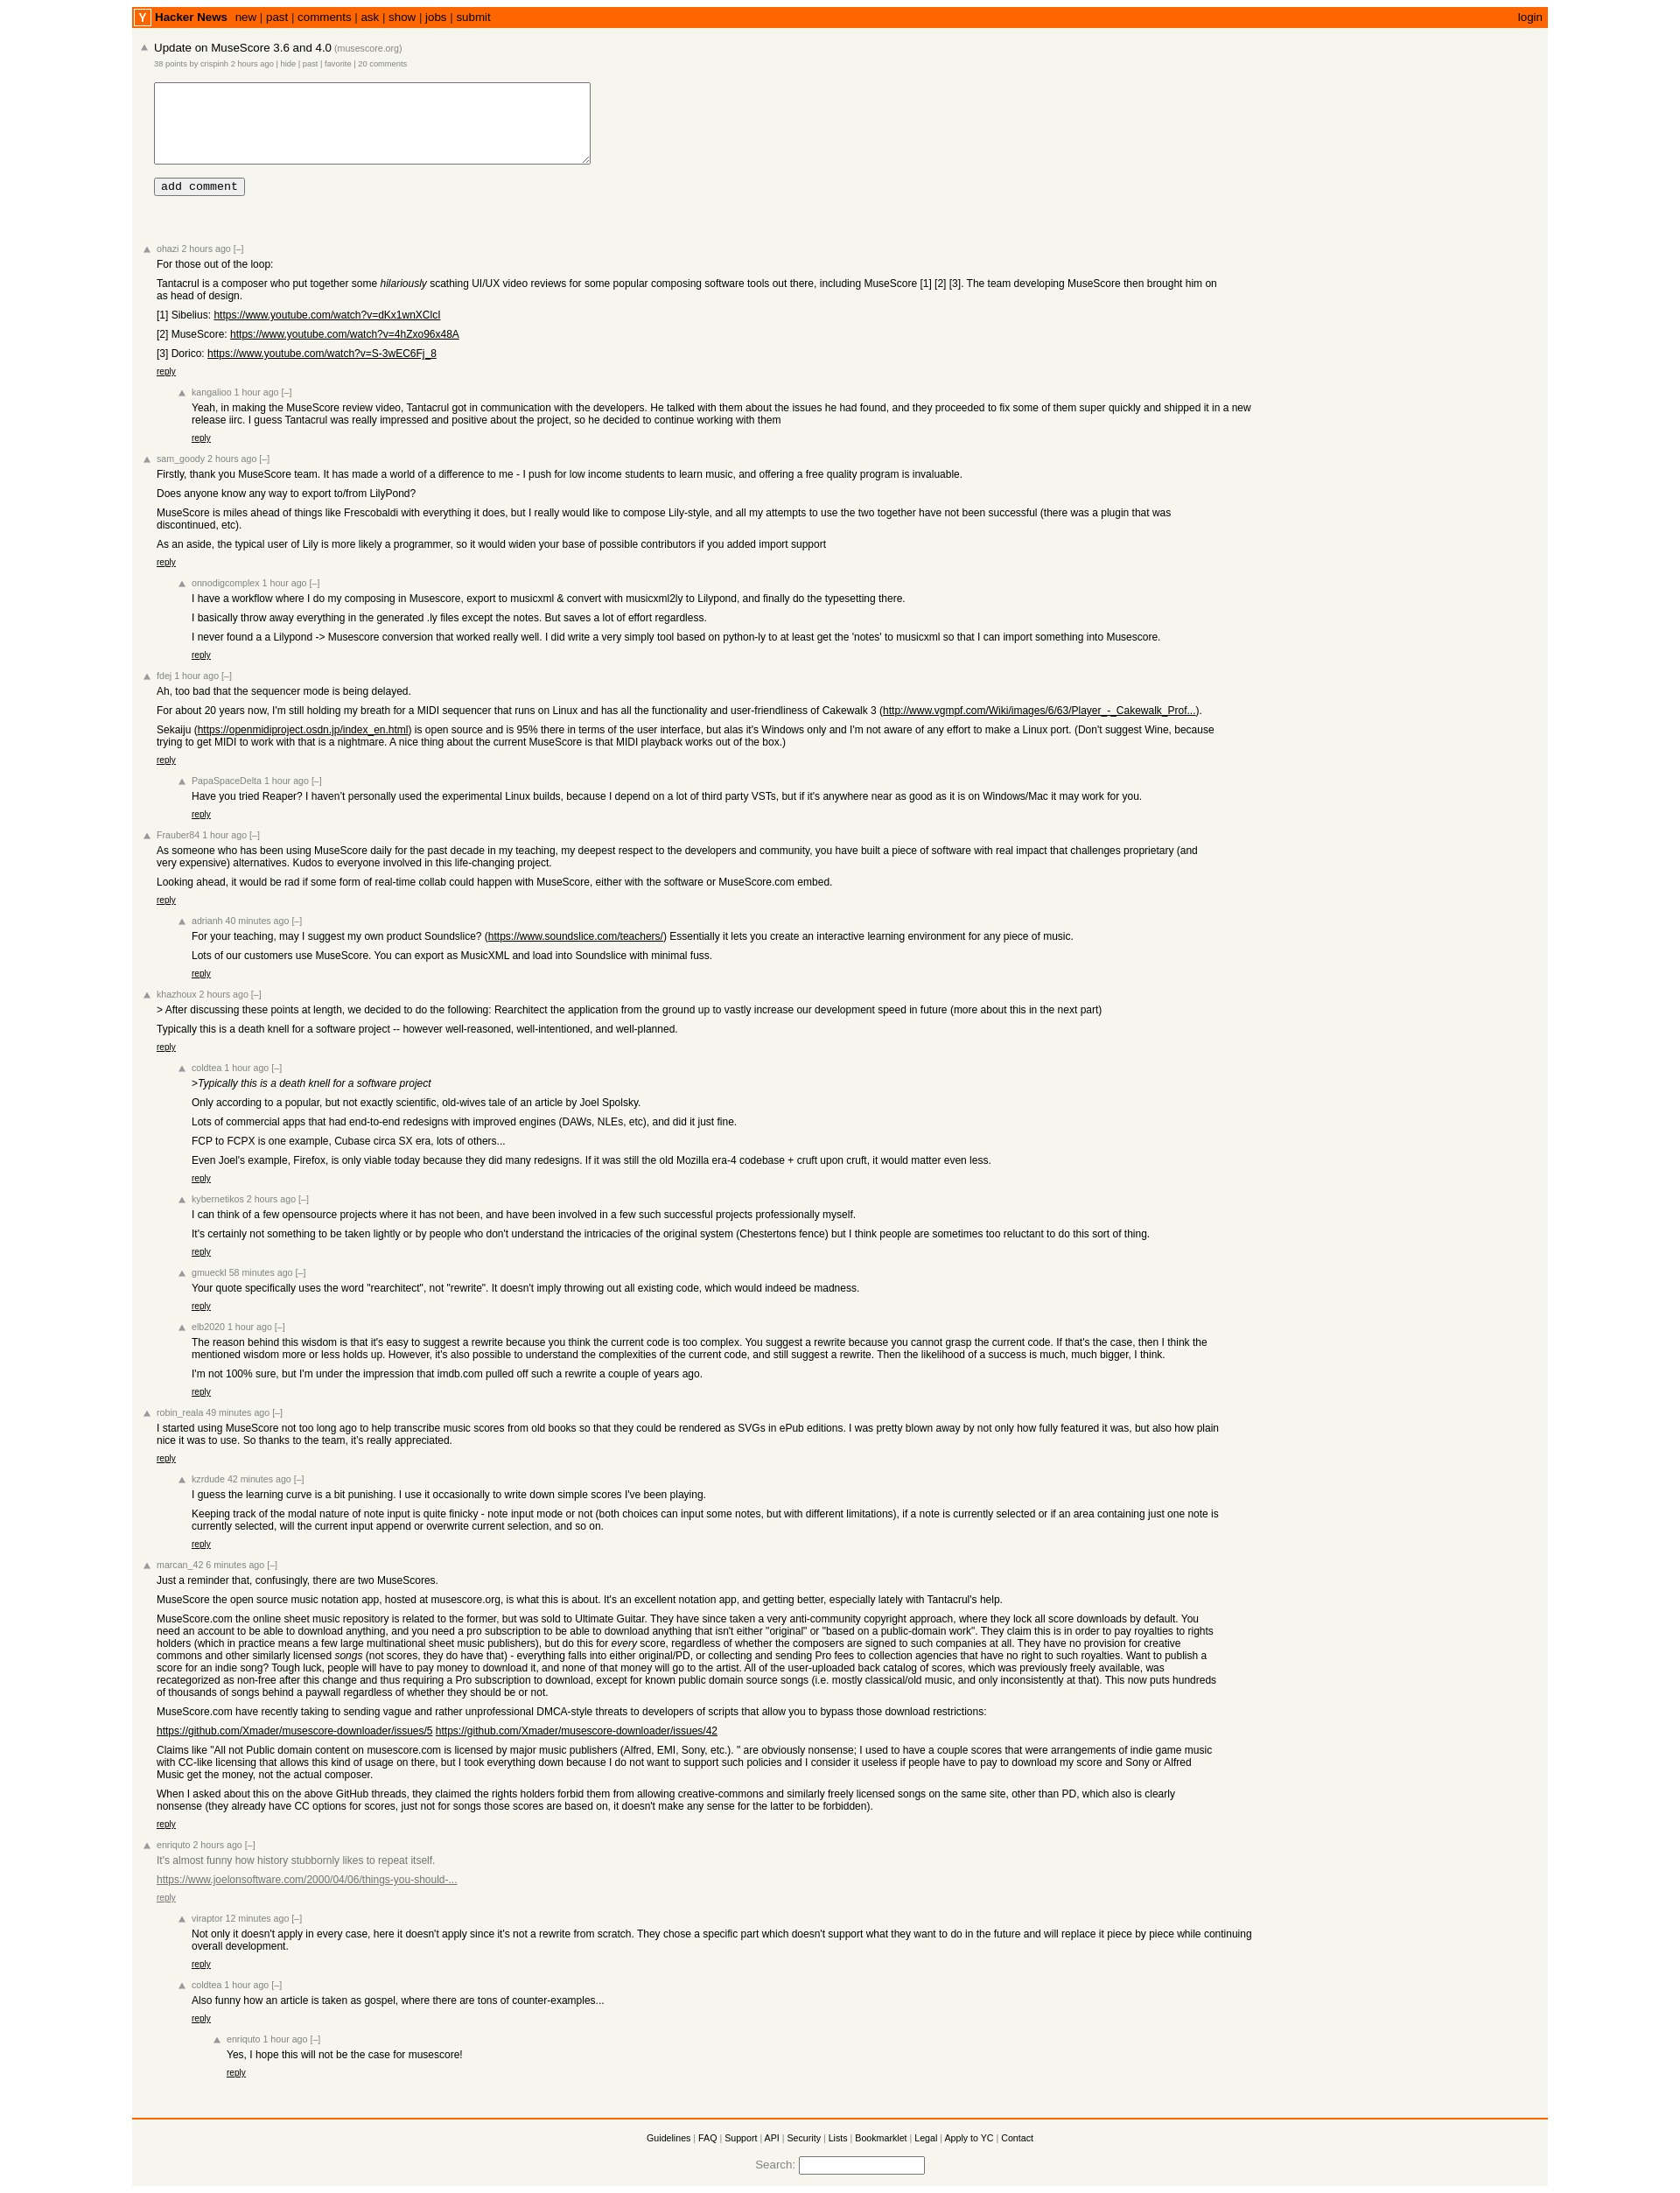 Y Hacker News new | past | comments | ask | show | jobs | submit login
Update on MuseScore 3.6 and 4.0 (musescore.org)
38 points by crispinh 2 hours ago | hide | past | favorite | 20 comments
add comment
ohazi 2 hours ago [–]
For those out of the loop:
Tantacrul is a composer who put together some hilariously scathing UI/UX video reviews for some popular composing software tools out there, including MuseScore [1] [2] [3]. The team developing MuseScore then brought him on
as head of design.
[1] Sibelius: https://www.youtube.com/watch?v=dKx1wnXClcI
[2] MuseScore: https://www.youtube.com/watch?v=4hZxo96x48A
[3] Dorico: https://www.youtube.com/watch?v=S-3wEC6Fj_8
reply
kangalioo 1 hour ago [–]
Yeah, in making the MuseScore review video, Tantacrul got in communication with the developers. He talked with them about the issues he had found, and they proceeded to fix some of them super quickly and shipped it in a new
release iirc. I guess Tantacrul was really impressed and positive about the project, so he decided to continue working with them
reply
sam_goody 2 hours ago [–]
Firstly, thank you MuseScore team. It has made a world of a difference to me - I push for low income students to learn music, and offering a free quality program is invaluable.
Does anyone know any way to export to/from LilyPond?
MuseScore is miles ahead of things like Frescobaldi with everything it does, but I really would like to compose Lily-style, and all my attempts to use the two together have not been successful (there was a plugin that was
discontinued, etc).
As an aside, the typical user of Lily is more likely a programmer, so it would widen your base of possible contributors if you added import support
reply
onnodigcomplex 1 hour ago [–]
I have a workflow where I do my composing in Musescore, export to musicxml & convert with musicxml2ly to Lilypond, and finally do the typesetting there.
I basically throw away everything in the generated .ly files except the notes. But saves a lot of effort regardless.
I never found a a Lilypond -> Musescore conversion that worked really well. I did write a very simply tool based on python-ly to at least get the 'notes' to musicxml so that I can import something into Musescore.
reply
fdej 1 hour ago [–]
Ah, too bad that the sequencer mode is being delayed.
For about 20 years now, I'm still holding my breath for a MIDI sequencer that runs on Linux and has all the functionality and user-friendliness of Cakewalk 3 (http://www.vgmpf.com/Wiki/images/6/63/Player_-_Cakewalk_Prof...).
Sekaiju (https://openmidiproject.osdn.jp/index_en.html) is open source and is 95% there in terms of the user interface, but alas it's Windows only and I'm not aware of any effort to make a Linux port. (Don't suggest Wine, because
trying to get MIDI to work with that is a nightmare. A nice thing about the current MuseScore is that MIDI playback works out of the box.)
reply
PapaSpaceDelta 1 hour ago [–]
Have you tried Reaper? I haven't personally used the experimental Linux builds, because I depend on a lot of third party VSTs, but if it's anywhere near as good as it is on Windows/Mac it may work for you.
reply
Frauber84 1 hour ago [–]
As someone who has been using MuseScore daily for the past decade in my teaching, my deepest respect to the developers and community, you have built a piece of software with real impact that challenges proprietary (and
very expensive) alternatives. Kudos to everyone involved in this life-changing project.
Looking ahead, it would be rad if some form of real-time collab could happen with MuseScore, either with the software or MuseScore.com embed.
reply
adrianh 40 minutes ago [–]
For your teaching, may I suggest my own product Soundslice? (https://www.soundslice.com/teachers/) Essentially it lets you create an interactive learning environment for any piece of music.
Lots of our customers use MuseScore. You can export as MusicXML and load into Soundslice with minimal fuss.
reply
khazhoux 2 hours ago [–]
> After discussing these points at length, we decided to do the following: Rearchitect the application from the ground up to vastly increase our development speed in future (more about this in the next part)
Typically this is a death knell for a software project -- however well-reasoned, well-intentioned, and well-planned.
reply
coldtea 1 hour ago [–]
>Typically this is a death knell for a software project
Only according to a popular, but not exactly scientific, old-wives tale of an article by Joel Spolsky.
Lots of commercial apps that had end-to-end redesigns with improved engines (DAWs, NLEs, etc), and did it just fine.
FCP to FCPX is one example, Cubase circa SX era, lots of others...
Even Joel's example, Firefox, is only viable today because they did many redesigns. If it was still the old Mozilla era-4 codebase + cruft upon cruft, it would matter even less.
reply
kybernetikos 2 hours ago [–]
I can think of a few opensource projects where it has not been, and have been involved in a few such successful projects professionally myself.
It's certainly not something to be taken lightly or by people who don't understand the intricacies of the original system (Chestertons fence) but I think people are sometimes too reluctant to do this sort of thing.
reply
gmueckl 58 minutes ago [–]
Your quote specifically uses the word "rearchitect", not "rewrite". It doesn't imply throwing out all existing code, which would indeed be madness.
reply
elb2020 1 hour ago [–]
The reason behind this wisdom is that it's easy to suggest a rewrite because you think the current code is too complex. You suggest a rewrite because you cannot grasp the current code. If that's the case, then I think the
mentioned wisdom more or less holds up. However, it's also possible to understand the complexities of the current code, and still suggest a rewrite. Then the likelihood of a success is much, much bigger, I think.
I'm not 100% sure, but I'm under the impression that imdb.com pulled off such a rewrite a couple of years ago.
reply
robin_reala 49 minutes ago [–]
I started using MuseScore not too long ago to help transcribe music scores from old books so that they could be rendered as SVGs in ePub editions. I was pretty blown away by not only how fully featured it was, but also how plain
nice it was to use. So thanks to the team, it's really appreciated.
reply
kzrdude 42 minutes ago [–]
I guess the learning curve is a bit punishing. I use it occasionally to write down simple scores I've been playing.
Keeping track of the modal nature of note input is quite finicky - note input mode or not (both choices can input some notes, but with different limitations), if a note is currently selected or if an area containing just one note is
currently selected, will the current input append or overwrite current selection, and so on.
reply
marcan_42 6 minutes ago [–]
Just a reminder that, confusingly, there are two MuseScores.
MuseScore the open source music notation app, hosted at musescore.org, is what this is about. It's an excellent notation app, and getting better, especially lately with Tantacrul's help.
MuseScore.com the online sheet music repository is related to the former, but was sold to Ultimate Guitar. They have since taken a very anti-community copyright approach, where they lock all score downloads by default. You
need an account to be able to download anything, and you need a pro subscription to be able to download anything that isn't either "original" or "based on a public-domain work". They claim this is in order to pay royalties to rights
holders (which in practice means a few large multinational sheet music publishers), but do this for every score, regardless of whether the composers are signed to such companies at all. They have no provision for creative
commons and other similarly licensed songs (not scores, they do have that) - everything falls into either original/PD, or collecting and sending Pro fees to collection agencies that have no right to such royalties. Want to publish a
score for an indie song? Tough luck, people will have to pay money to download it, and none of that money will go to the artist. All of the user-uploaded back catalog of scores, which was previously freely available, was
recategorized as non-free after this change and thus requiring a Pro subscription to download, except for known public domain source songs (i.e. mostly classical/old music, and only inconsistently at that). This now puts hundreds
of thousands of songs behind a paywall regardless of whether they should be or not.
MuseScore.com have recently taking to sending vague and rather unprofessional DMCA-style threats to developers of scripts that allow you to bypass those download restrictions:
https://github.com/Xmader/musescore-downloader/issues/5 https://github.com/Xmader/musescore-downloader/issues/42
Claims like "All not Public domain content on musescore.com is licensed by major music publishers (Alfred, EMI, Sony, etc.). " are obviously nonsense; I used to have a couple scores that were arrangements of indie game music
with CC-like licensing that allows this kind of usage on there, but I took everything down because I do not want to support such policies and I consider it useless if people have to pay to download my score and Sony or Alfred
Music get the money, not the actual composer.
When I asked about this on the above GitHub threads, they claimed the rights holders forbid them from allowing creative-commons and similarly freely licensed songs on the same site, other than PD, which also is clearly
nonsense (they already have CC options for scores, just not for songs those scores are based on, it doesn't make any sense for the latter to be forbidden).
reply
enriquto 2 hours ago [–]
It's almost funny how history stubbornly likes to repeat itself.
https://www.joelonsoftware.com/2000/04/06/things-you-should-...
reply
viraptor 12 minutes ago [–]
Not only it doesn't apply in every case, here it doesn't apply since it's not a rewrite from scratch. They chose a specific part which doesn't support what they want to do in the future and will replace it piece by piece while continuing
overall development.
reply
coldtea 1 hour ago [–]
Also funny how an article is taken as gospel, where there are tons of counter-examples...
reply
enriquto 1 hour ago [–]
Yes, I hope this will not be the case for musescore!
reply
Guidelines | FAQ | Support | API | Security | Lists | Bookmarklet | Legal | Apply to YC | Contact
Search: